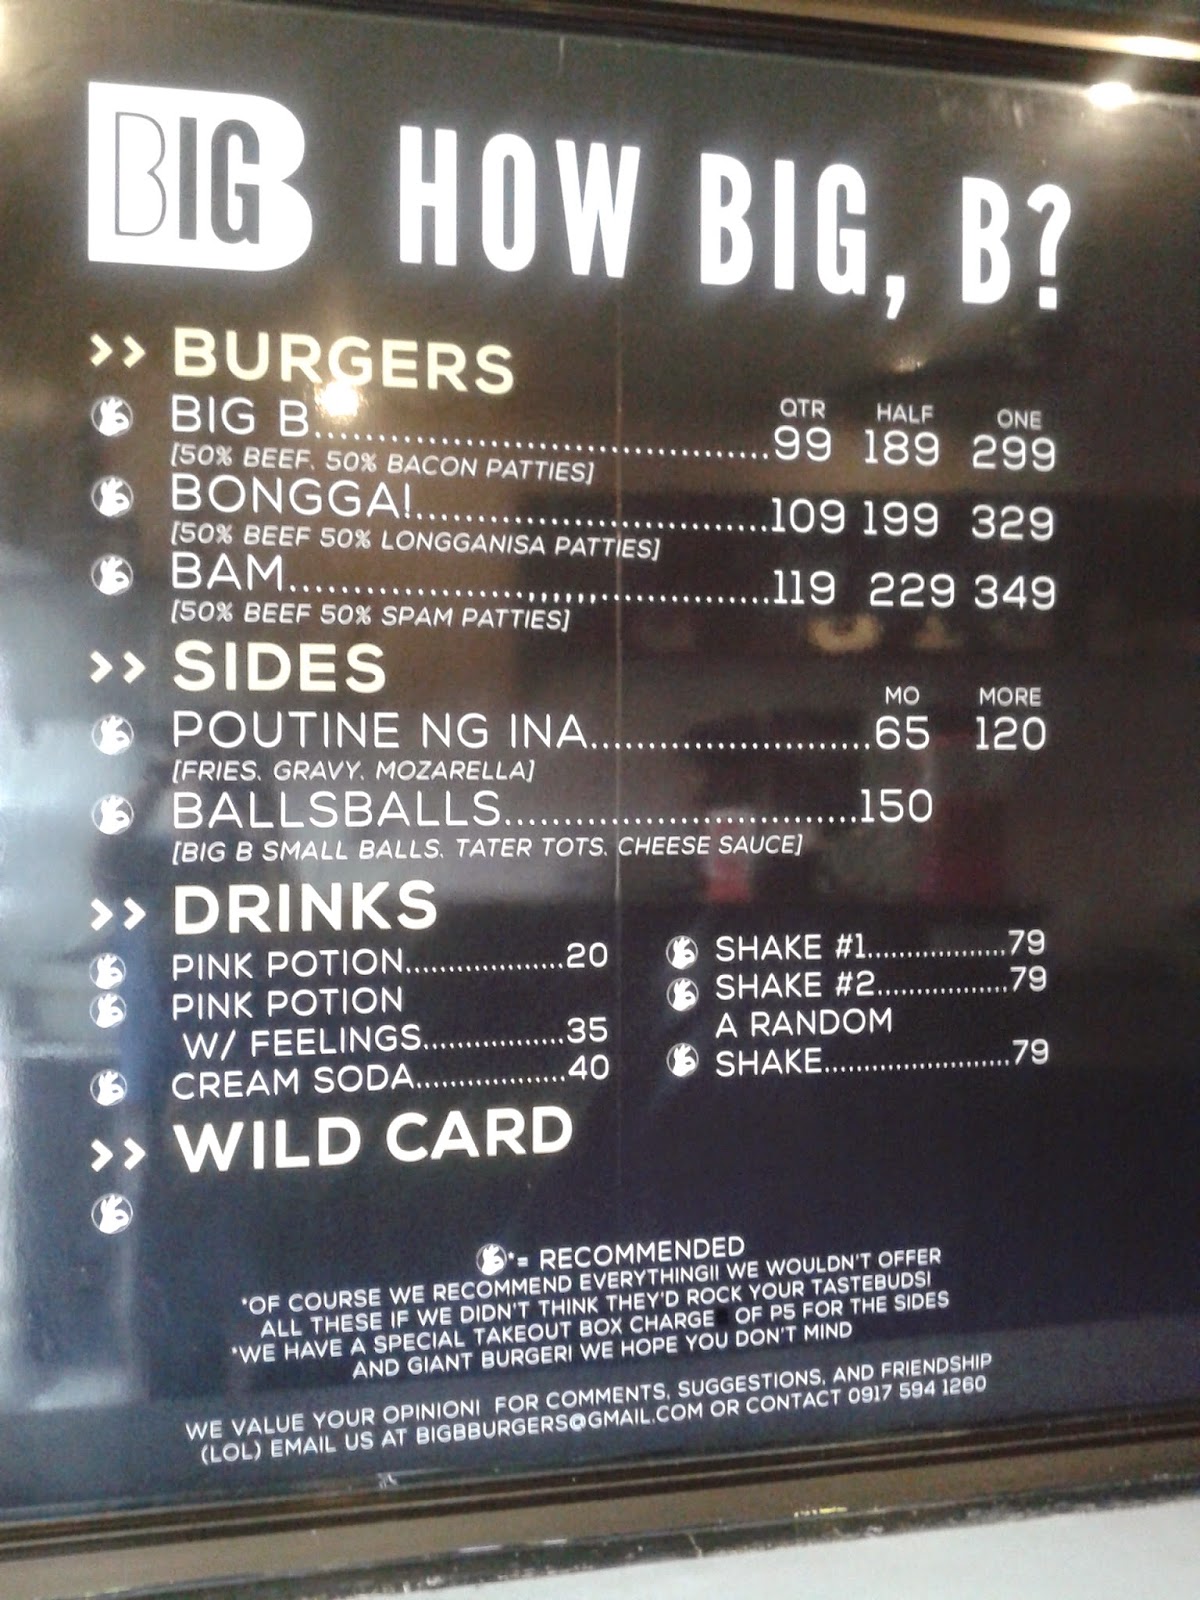 BIG B HOW BIG, B?
>> BURGERS
QTR HALF ONE
BIG B..........99 189 299
[50% BEEF. 50% BACON PATTIES]
BONGGA!..........109 199 329
[50% BEEF 50% LONGGANISA PATTIES]
BAM..........119 229 349
[50% BEEF 50% SPAM PATTIES]
>> SIDES
MO MORE
POUTINE NG INA..........65 120
[FRIES. GRAVY. MOZARELLA]
BALLSBALLS..........150
[BIG B SMALL BALLS. TATER TOTS. CHEESE SAUCE]
>> DRINKS
PINK POTION..........20
PINK POTION
W/ FEELINGS..........35
CREAM SODA..........40
SHAKE #1..........79
SHAKE #2..........79
A RANDOM
SHAKE..........79
>> WILD CARD
*= RECOMMENDED
*OF COURSE WE RECOMMEND EVERYTHING!! WE WOULDN'T OFFER
ALL THESE IF WE DIDN'T THINK THEY'D ROCK YOUR TASTEBUDS!
*WE HAVE A SPECIAL TAKEOUT BOX CHARGE OF P5 FOR THE SIDES
AND GIANT BURGER! WE HOPE YOU DON'T MIND
WE VALUE YOUR OPINION! FOR COMMENTS, SUGGESTIONS, AND FRIENDSHIP
(LOL) EMAIL US AT BIGBBURGERS@GMAIL.COM OR CONTACT 0917 594 1260